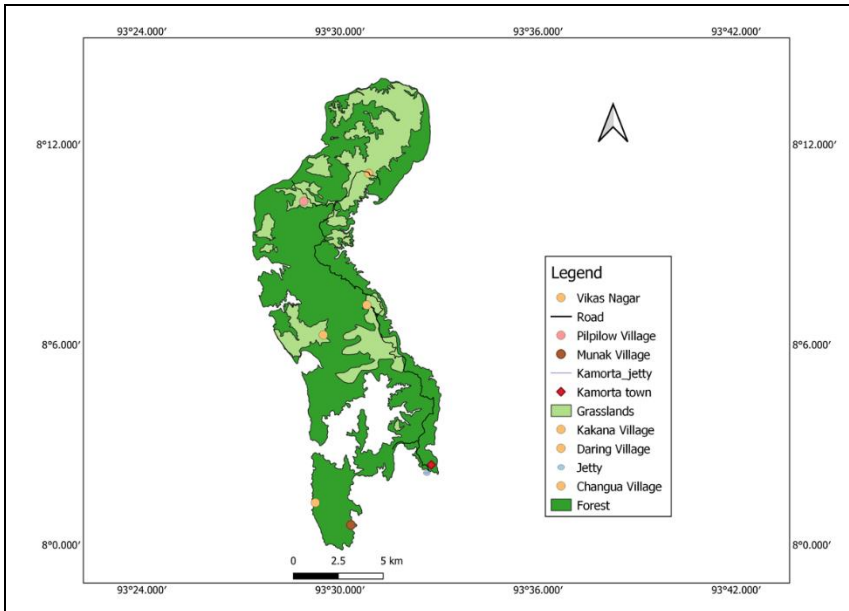 93°24.000′ 93°30.000′ 93°36.000′ 93°42.000′
8°12.000′ 8°12.000′
Legend
Vikas Nagar
Road
Pilpilow Village
Munak Village
Kamorta_jetty
Kamorta town
Grasslands
Kakana Village
Daring Village
Jetty
Changua Village
Forest
8°6.000′ 8°6.000′
8°0.000′ 8°0.000′
0 2.5 5 km
93°24.000′ 93°30.000′ 93°36.000′ 93°42.000′